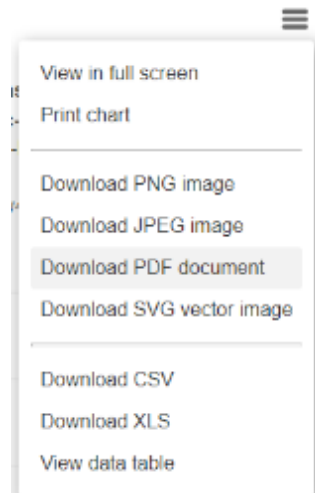 View in full screen
Print chart
Download PNG image
Download JPEG image
Download PDF document
Download SVG vector image
Download CSV
Download XLS
View data table